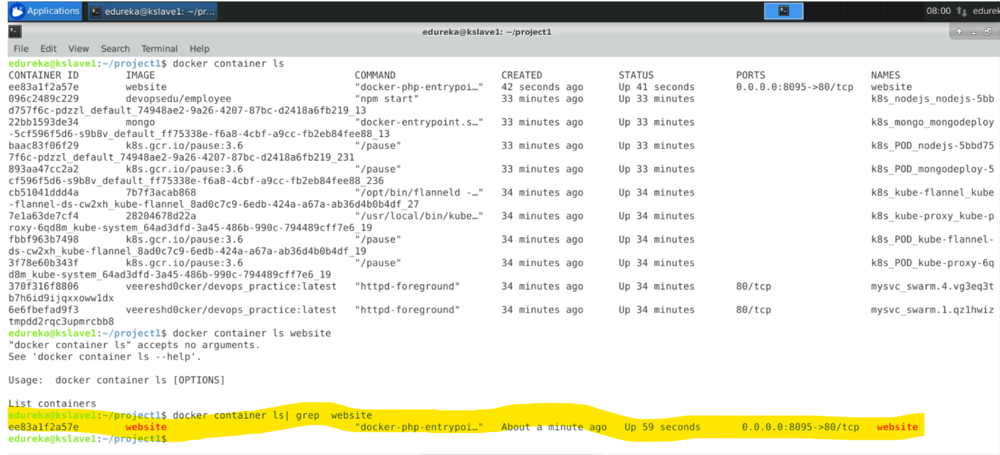 Applications edureka@kslave1: ~/pr... 08:00 edurek
edureka@kslave1: ~/project1
File Edit View Search Terminal Help
edureka@kslave1:~/project1$ docker container ls
CONTAINER ID IMAGE COMMAND CREATED STATUS PORTS NAMES
ee83a1f2a57e website "docker-php-entrypoi…" 42 seconds ago Up 41 seconds 0.0.0.0:8095->80/tcp website
096c2489c229 devopsedu/employee "npm start" 33 minutes ago Up 33 minutes k8s_nodejs_nodejs-5bb
d757f6c-pdzzl_default_74948ae2-9a26-4207-87bc-d2418a6fb219_13
22bb1593de34 mongo "docker-entrypoint.s…" 33 minutes ago Up 33 minutes k8s_mongo_mongodeploy
-5cf596f5d6-s9b8v_default_ff75338e-f6a8-4cbf-a9cc-fb2eb84fee88_13
baac83f06f29 k8s.gcr.io/pause:3.6 "/pause" 33 minutes ago Up 33 minutes k8s_POD_nodejs-5bbd75
7f6c-pdzzl_default_74948ae2-9a26-4207-87bc-d2418a6fb219_231
893aa47cc2a2 k8s.gcr.io/pause:3.6 "/pause" 33 minutes ago Up 33 minutes k8s_POD_mongodeploy-5
cf596f5d6-s9b8v_default_ff75338e-f6a8-4cbf-a9cc-fb2eb84fee88_236
cb51041ddd4a 7b7f3acab868 "/opt/bin/flanneld -…" 34 minutes ago Up 34 minutes k8s_kube-flannel_kube
-flannel-ds-cw2xh_kube-flannel_8ad0c7c9-6edb-424a-a67a-ab36d4b0b4df_27
7e1a63de7cf4 28204678d22a "/usr/local/bin/kube…" 34 minutes ago Up 34 minutes k8s_kube-proxy_kube-p
roxy-6qd8m_kube-system_64ad3dfd-3a45-486b-990c-794489cff7e6_19
fbbf963b7498 k8s.gcr.io/pause:3.6 "/pause" 34 minutes ago Up 34 minutes k8s_POD_kube-flannel-
ds-cw2xh_kube-flannel_8ad0c7c9-6edb-424a-a67a-ab36d4b0b4df_19
3f78e60b343f k8s.gcr.io/pause:3.6 "/pause" 34 minutes ago Up 34 minutes k8s_POD_kube-proxy-6q
d8m_kube-system_64ad3dfd-3a45-486b-990c-794489cff7e6_19
370f316f8806 veereshd0cker/devops_practice:latest "httpd-foreground" 34 minutes ago Up 34 minutes 80/tcp mysvc_swarm.4.vg3eq3t
b7h6id9ijqxxoww1dx
6e6fbefad9f3 veereshd0cker/devops_practice:latest "httpd-foreground" 34 minutes ago Up 34 minutes 80/tcp mysvc_swarm.1.qz1hwiz
tmpdd2rqc3upmrcbb8
edureka@kslave1:~/project1$ docker container ls website
"docker container ls" accepts no arguments.
See 'docker container ls --help'.
Usage: docker container ls [OPTIONS]
List containers
edureka@kslave1:~/project1$ docker container ls| grep website
ee83a1f2a57e website "docker-php-entrypoi…" About a minute ago Up 59 seconds 0.0.0.0:8095->80/tcp website
edureka@kslave1:~/project1$